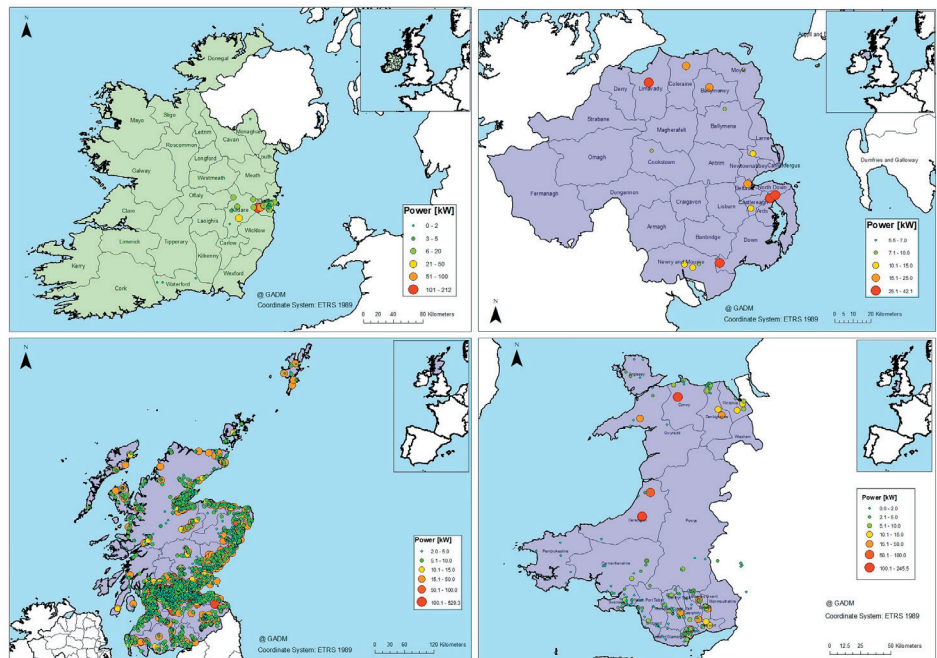 Donegal
Mayo
Sligo
Leitrim
Monaghan
Cavan
Roscommon
Louth
Longford
Meath
Westmeath
Galway
Offaly
Clare
Laoighis
Wicklow
Carlow
Limerick
Tipperary
Kilkenny
Wexford
Kerry
Cork
Waterford
Power [kW]
0 - 2
3 - 5
6 - 20
21 - 50
51 - 100
101 - 212
@ GADM
Coordinate System: ETRS 1989
0 20 40 80 Kilometers
Argyll and
Derry
Limavady
Coleraine
Moyle
Ballymoney
Strabane
Magherafelt
Ballymena
Larne
Omagh
Cookstown
Antrim
Newtownabbey
Dumfries and Galloway
Fermanagh
Dungannon
Belfast
North Down
Castlereagh
Craigavon
Lisburn
Ards
Armagh
Banbridge
Down
Newry and Mourne
Power [kW]
5.5 - 7.0
7.1 - 10.0
10.1 - 15.0
15.1 - 25.0
25.1 - 42.1
@ GADM
Coordinate System: ETRS 1989
0 5 10 20 Kilometers
Power [kW]
2.0 - 5.0
5.1 - 10.0
10.1 - 15.0
15.1 - 50.0
50.1 - 100.0
100.1 - 529.3
@ GADM
Coordinate System: ETRS 1989
0 30 60 120 Kilometers
Anglesey
Conwy
Denbighshire
Flintshire
Wrexham
Gwynedd
Powys
Pembrokeshire
Carmarthenshire
Monmouthshire
Power [kW]
0.0 - 2.0
2.1 - 5.0
5.1 - 10.0
10.1 - 15.0
15.1 - 50.0
50.1 - 100.0
100.1 - 245.5
@ GADM
Coordinate System: ETRS 1989
0 12.5 25 50 Kilometers